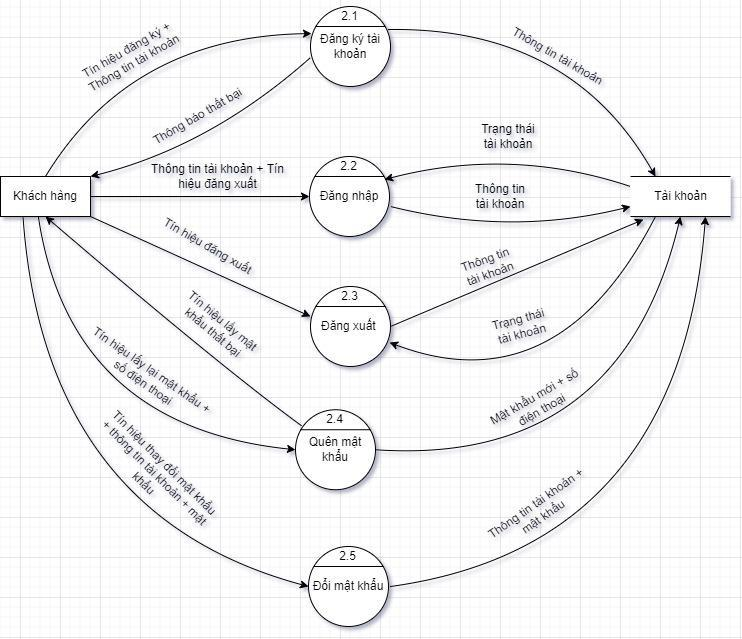 2.1
Đăng ký tài
khoản
Tín hiệu đăng ký +
Thông tin tài khoản
Thông tin tài khoản
Thông báo thất bại
Trạng thái
tài khoản
2.2
Đăng nhập
Thông tin tài khoản + Tín
hiệu đăng xuất
Khách hàng
Thông tin
tài khoản
Tài khoản
Tín hiệu đăng xuất
Thông tin
tài khoản
2.3
Đăng xuất
Tín hiệu lấy mật
khẩu thất bại
Trạng thái
tài khoản
Tín hiệu lấy lại mật khẩu +
số điện thoại
Mật khẩu mới + số
điện thoại
2.4
Quên mật
khẩu
Tín hiệu thay đổi mật khẩu
+ thông tin tài khoản + mật
khẩu
Thông tin tài khoản +
mật khẩu
2.5
Đổi mật khẩu